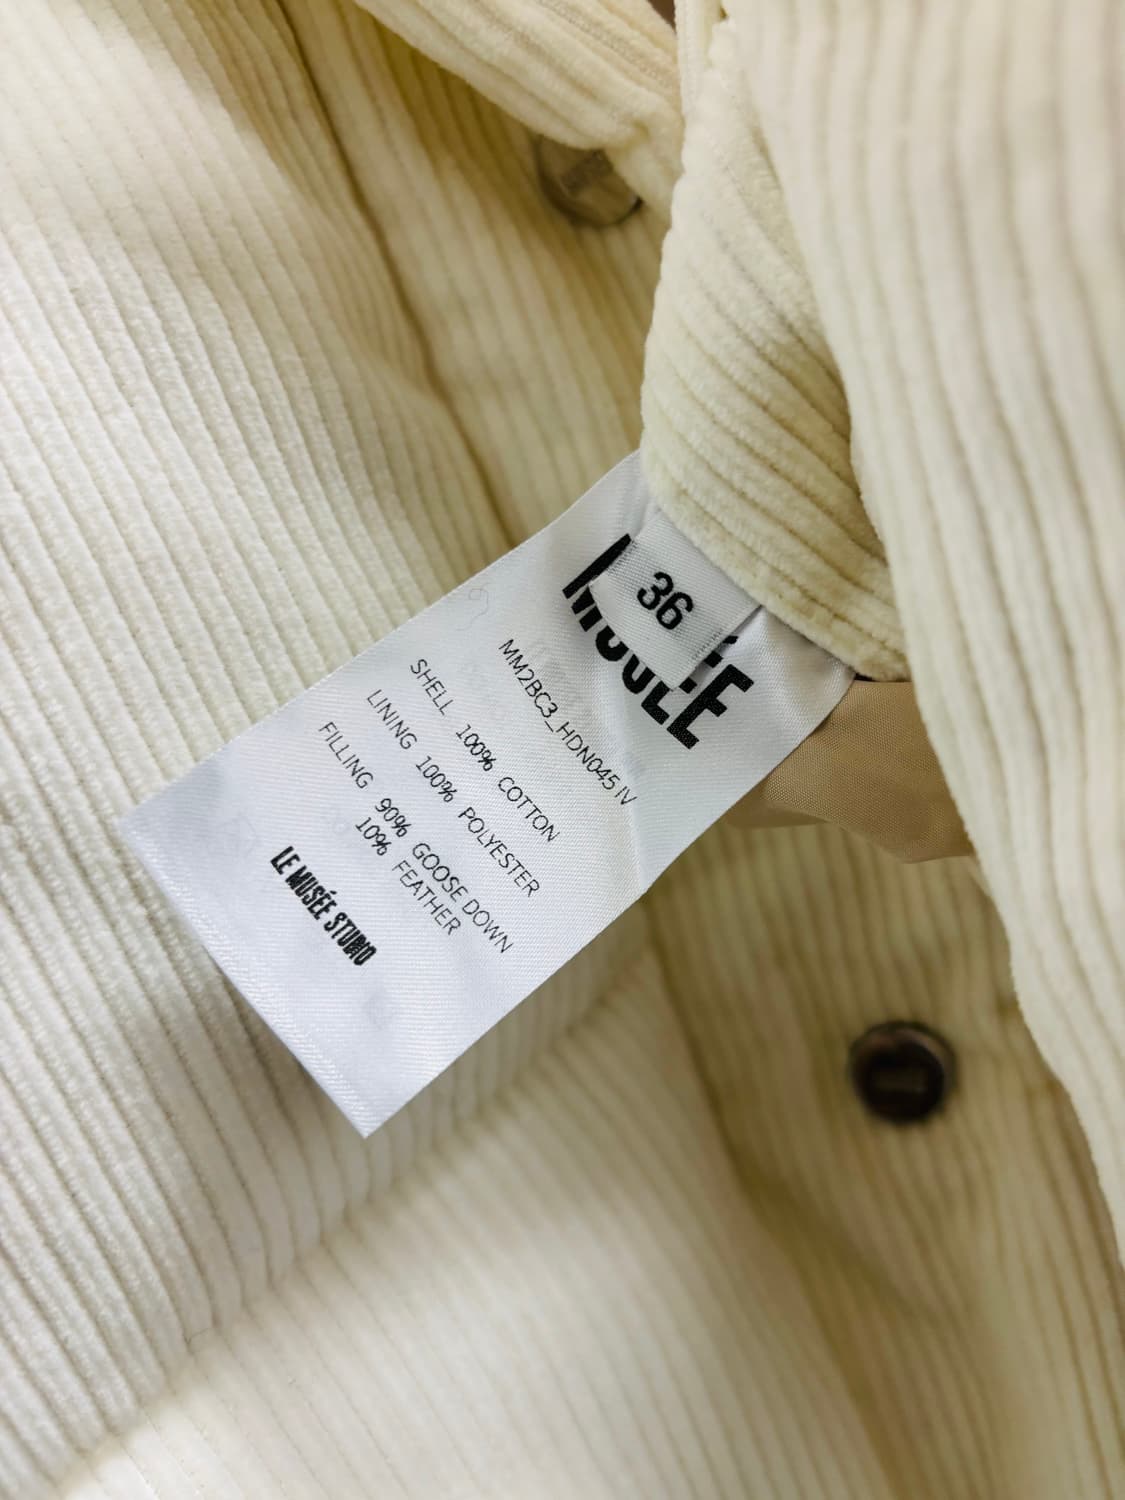 36
MUSÉE
MM2BC3_HDN045 IV
SHELL 100% COTTON
LINING 100% POLYESTER
FILLING 90% GOOSE DOWN
10% FEATHER
LE MUSÉE STUDIO